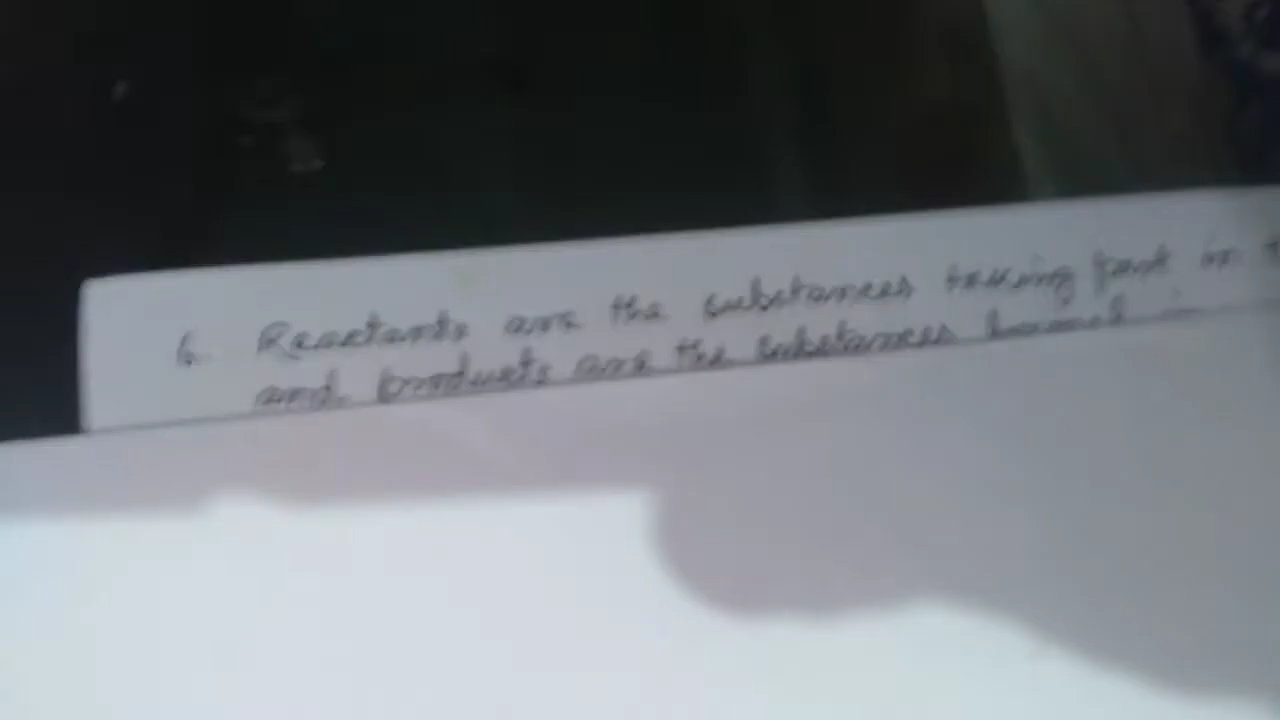 6. Reactants are the substances taking part in
and products are the substances